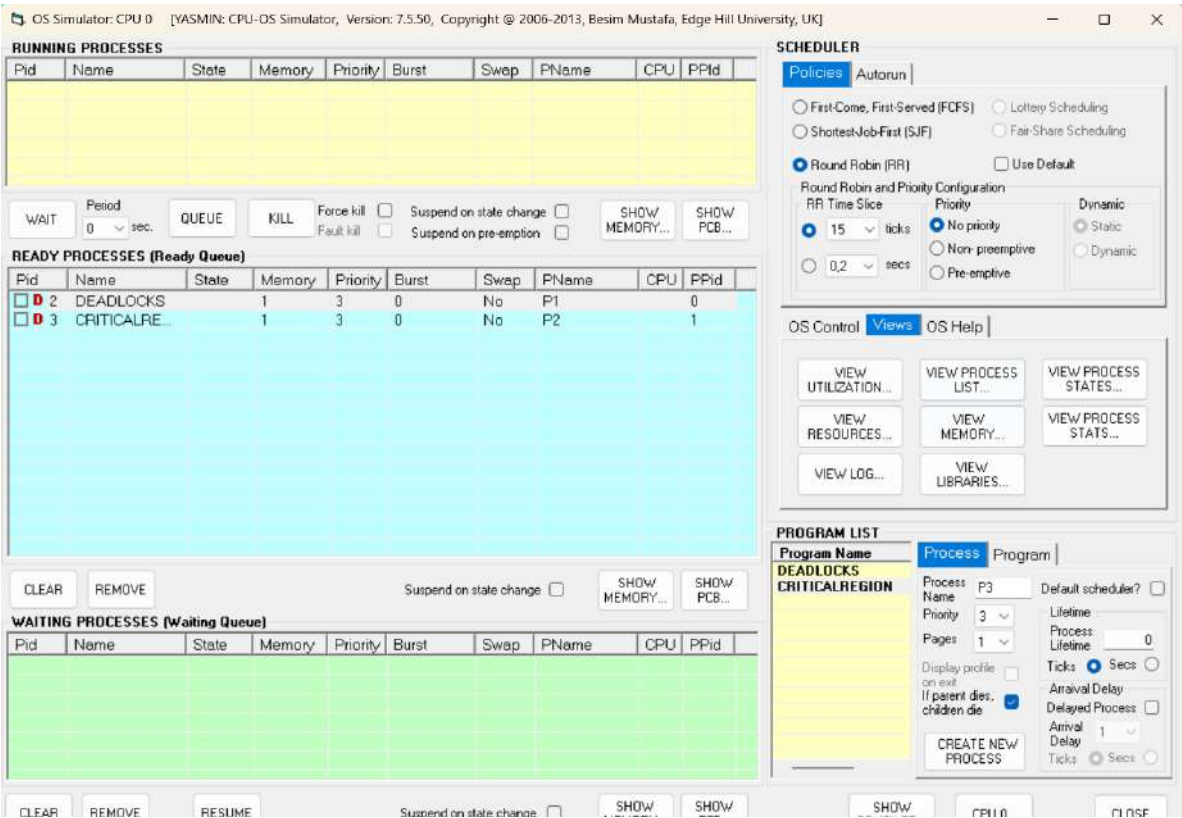 OS Simulator: CPU 0 [YASMIN: CPU-OS Simulator, Version: 7.5.50, Copyright @ 2006-2013, Besim Mustafa, Edge Hill University, UK]
RUNNING PROCESSES
Pid Name State Memory Priority Burst Swap PName CPU PPId
WAIT
Period
0 sec.
QUEUE
KILL
Force kill
Fault kill
Suspend on state change
Suspend on pre-emption
SHOW MEMORY...
SHOW PCB...
READY PROCESSES (Ready Queue)
Pid Name State Memory Priority Burst Swap PName CPU PPid
D 2 DEADLOCKS 1 3 0 No P1 0
D 3 CRITICALRE... 1 3 0 No P2 1
CLEAR
REMOVE
Suspend on state change
SHOW MEMORY...
SHOW PCB...
WAITING PROCESSES (Waiting Queue)
Pid Name State Memory Priority Burst Swap PName CPU PPid
CLEAR
REMOVE
RESUME
Suspend on state change
SHOW
SHOW
SCHEDULER
Policies Autorun
First-Come, First-Served (FCFS) Lottery Scheduling
Shortest-Job-First (SJF) Fair-Share Scheduling
Round Robin (RR) Use Default
Round Robin and Priority Configuration
RR Time Slice
15 ticks
0,2 secs
Priority
No priority
Non- preemptive
Pre-emptive
Dynamic
Static
Dynamic
OS Control Views OS Help
VIEW UTILIZATION...
VIEW PROCESS LIST...
VIEW PROCESS STATES...
VIEW RESOURCES...
VIEW MEMORY...
VIEW PROCESS STATS...
VIEW LOG...
VIEW LIBRARIES...
PROGRAM LIST
Program Name
DEADLOCKS
CRITICALREGION
Process Program
Process Name P3
Priority 3
Pages 1
Display profile on exit
If parent dies, children die
CREATE NEW PROCESS
Default scheduler?
Lifetime
Process Lifetime 0
Ticks Secs
Arraival Delay
Delayed Process
Arrival Delay 1
Ticks Secs
SHOW
CPU 0
CLOSE